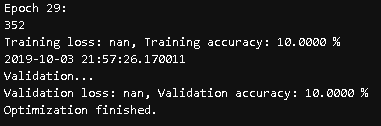 Epoch 29:
352
Training loss: nan, Training accuracy: 10.0000 %
2019-10-03 21:57:26.170011
Validation...
Validation loss: nan, Validation accuracy: 10.0000 %
Optimization finished.